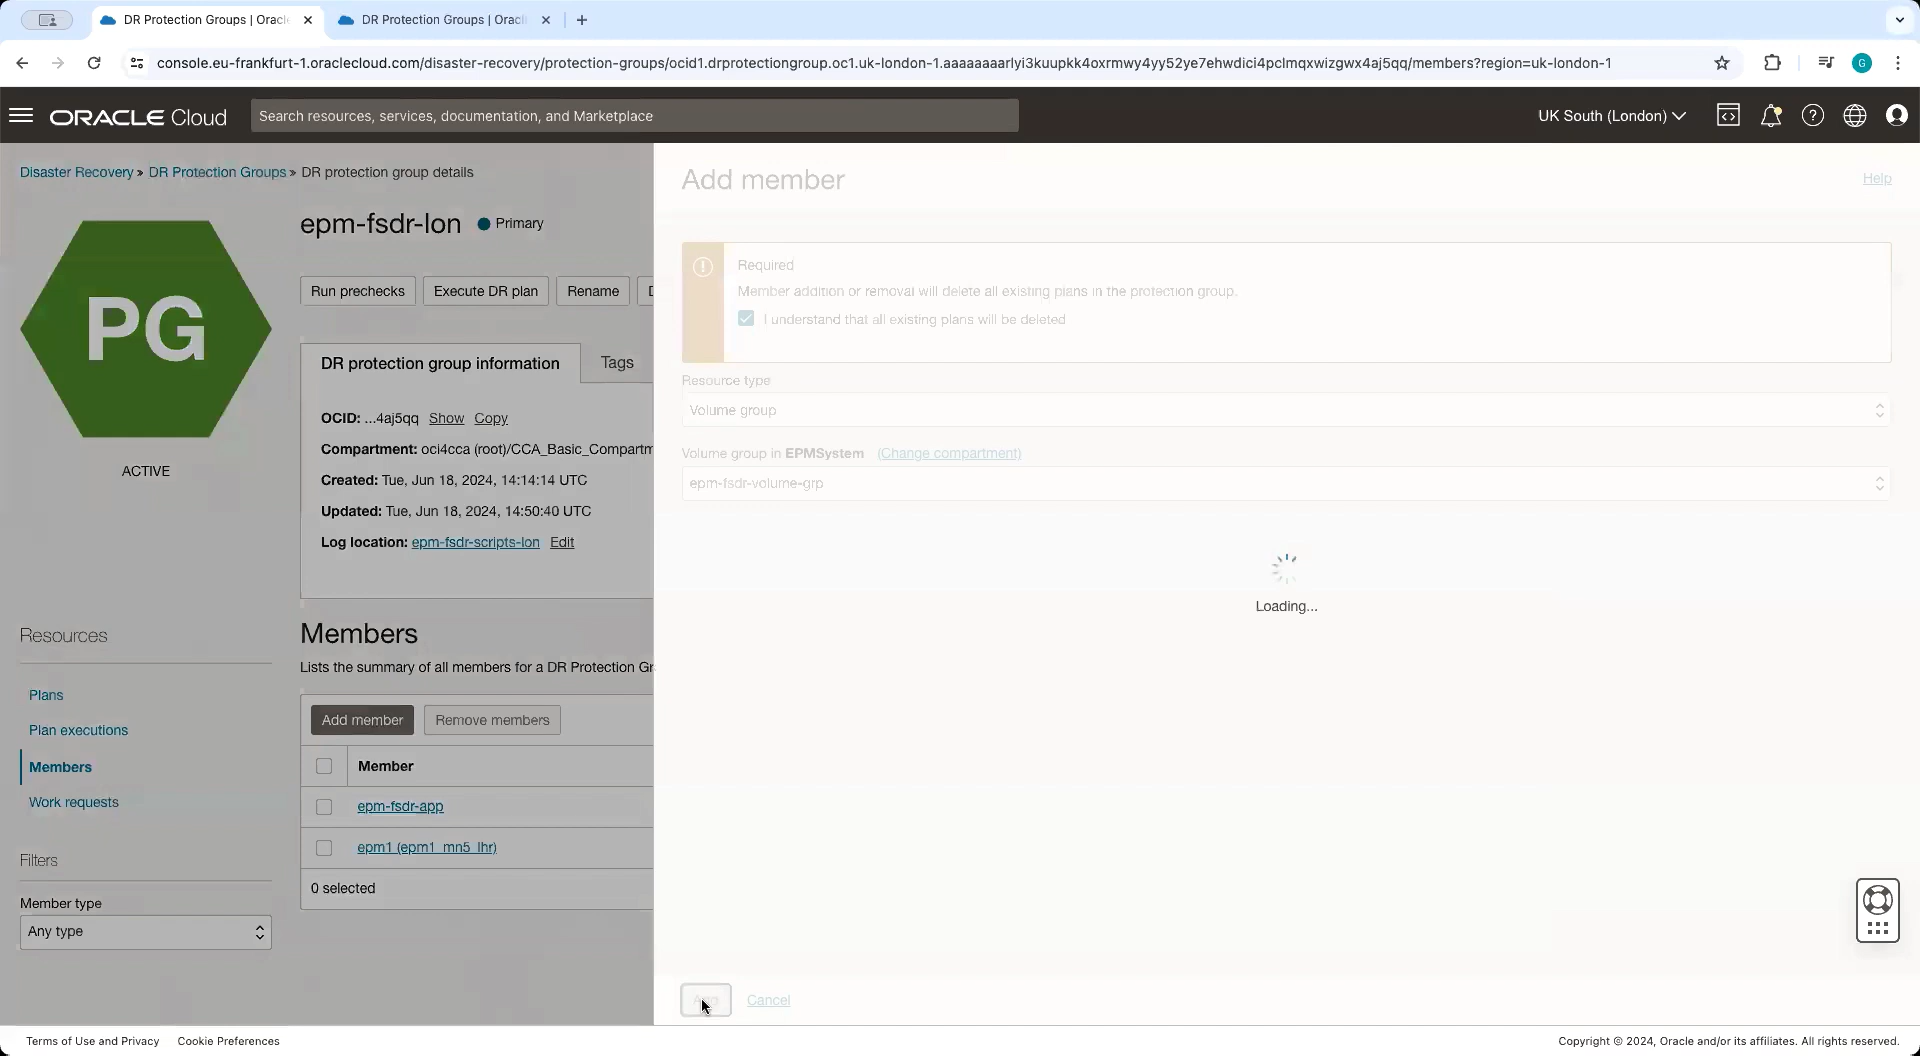 DR Protection Groups | Oracle
DR Protection Groups | Oracl
console.eu-frankfurt-1.oraclecloud.com/disaster-recovery/protection-groups/ocid1.drprotectiongroup.oc1.uk-london-1.aaaaaaaarlyi3kuupkk4oxrmwy4yy52ye7ehwdici4pclmqxwizgwx4aj5qq/members?region=uk-london-1
G
ORACLE Cloud
Search resources, services, documentation, and Marketplace
UK South (London)
Disaster Recovery » DR Protection Groups » DR protection group details
Add member
Help
PG
ACTIVE
epm-fsdr-lon
Primary
Run prechecks
Execute DR plan
Rename
D
DR protection group information
Tags
OCID: ...4aj5qq Show Copy
Compartment: oci4cca (root)/CCA_Basic_Compartm
Created: Tue, Jun 18, 2024, 14:14:14 UTC
Updated: Tue, Jun 18, 2024, 14:50:40 UTC
Log location: epm-fsdr-scripts-lon Edit
Required
Member addition or removal will delete all existing plans in the protection group.
I understand that all existing plans will be deleted
Resource type
Volume group
Volume group in EPMSystem (Change compartment)
epm-fsdr-volume-grp
Loading...
Resources
Plans
Plan executions
Members
Work requests
Filters
Member type
Any type
Members
Lists the summary of all members for a DR Protection Gr
Add member
Remove members
Member
epm-fsdr-app
epm1 (epm1_mn5_lhr)
0 selected
Cancel
Terms of Use and Privacy
Cookie Preferences
Copyright © 2024, Oracle and/or its affiliates. All rights reserved.